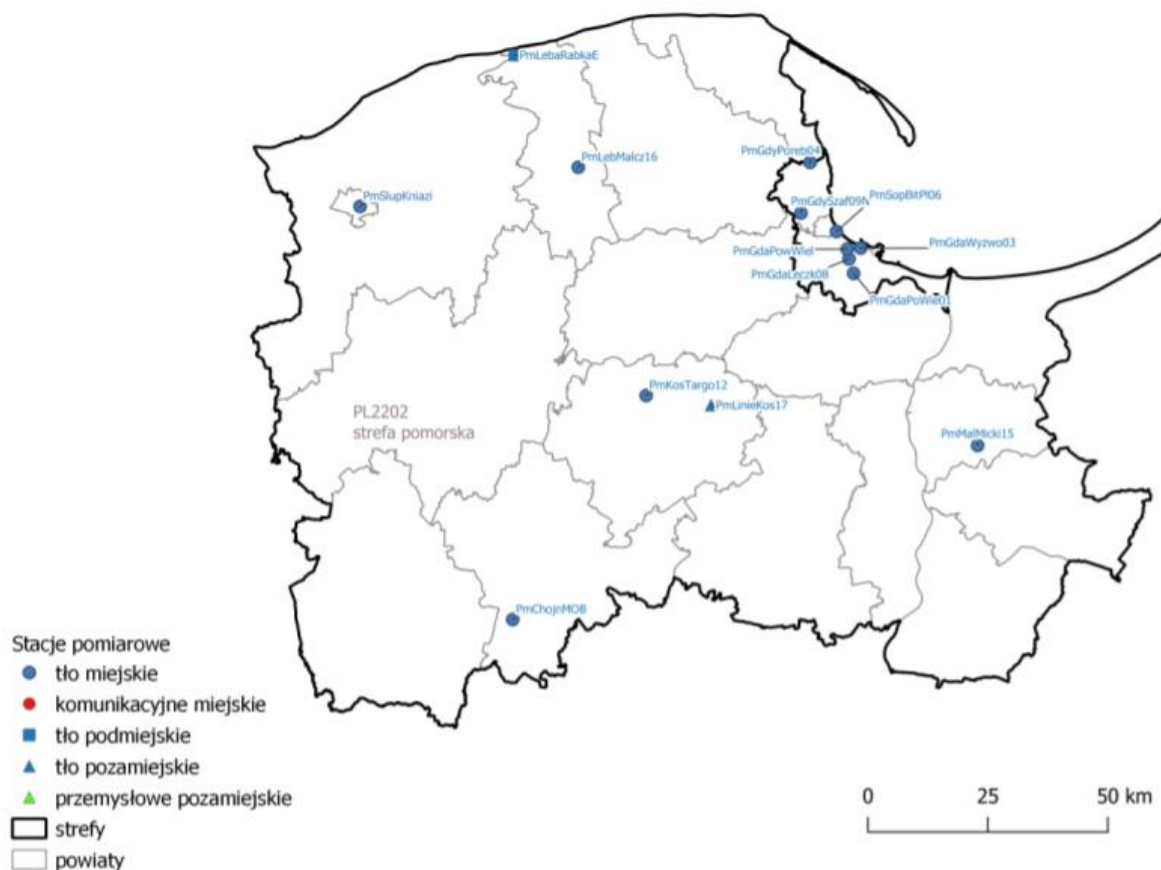 PmLebaRabkaE
PmGdyPoreb04
PmLebMalcz16
PmSlupKniazi
PmSopBitPl06
PmGdySzaf09N
PmGdaPowWiel
PmGdaWyzwo03
PmGdaLeczk08
PmGdaPoWie01
PmKosTargo12
PmLinieKos17
PL2202
strefa pomorska
PmMalMicki15
PmChojnMOB
Stacje pomiarowe
tło miejskie
komunikacyjne miejskie
tło podmiejskie
tło pozamiejskie
przemysłowe pozamiejskie
strefy
powiaty
0 25 50 km